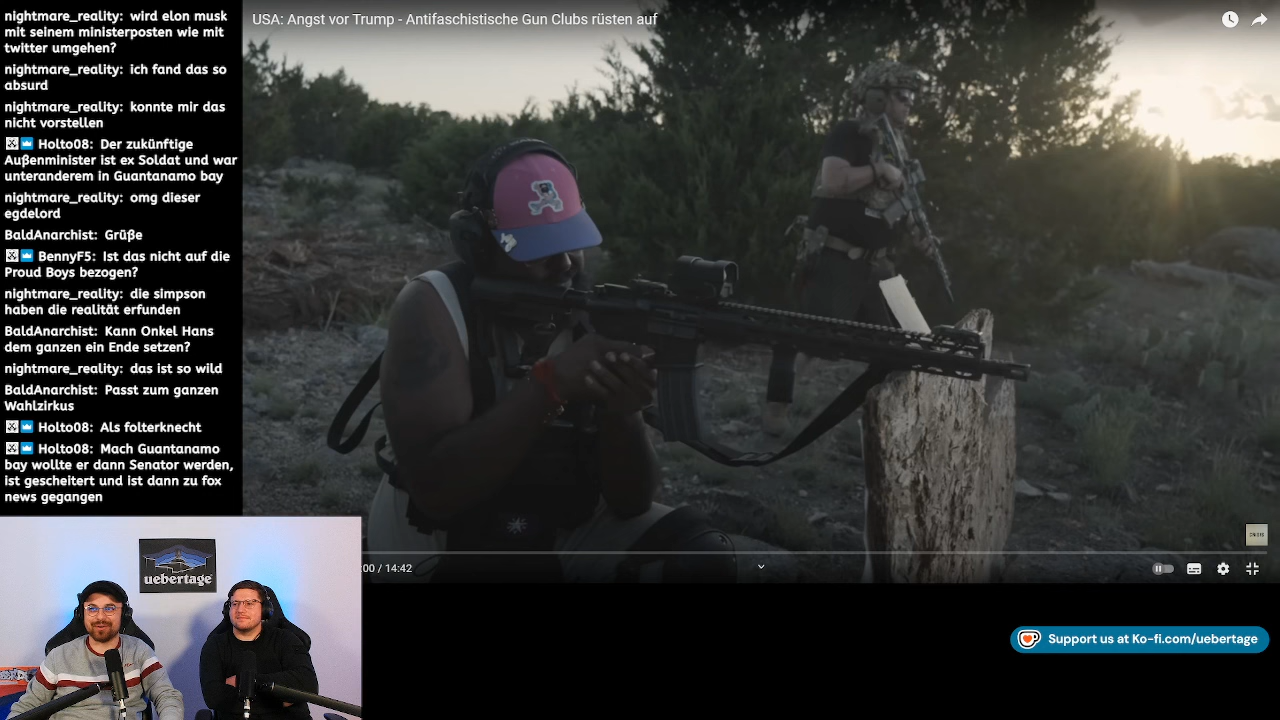 nightmare_reality: wird elon musk
mit seinem ministerposten wie mit
twitter umgehen?
nightmare_reality: ich fand das so
absurd
nightmare_reality: konnte mir das
nicht vorstellen
Holto08: Der zukünftige
Außenminister ist ex Soldat und war
unteranderem in Guantanamo bay
nightmare_reality: omg dieser
egdelord
BaldAnarchist: Grüße
BennyF5: Ist das nicht auf die
Proud Boys bezogen?
nightmare_reality: die simpson
haben die realität erfunden
BaldAnarchist: Kann Onkel Hans
dem ganzen ein Ende setzen?
nightmare_reality: das ist so wild
BaldAnarchist: Passt zum ganzen
Wahlzirkus
Holto08: Als folterknecht
Holto08: Mach Guantanamo
bay wollte er dann Senator werden,
ist gescheitert und ist dann zu fox
news gegangen
USA: Angst vor Trump - Antifaschistische Gun Clubs rüsten auf
:00 / 14:42
uebertage
Support us at Ko-fi.com/uebertage